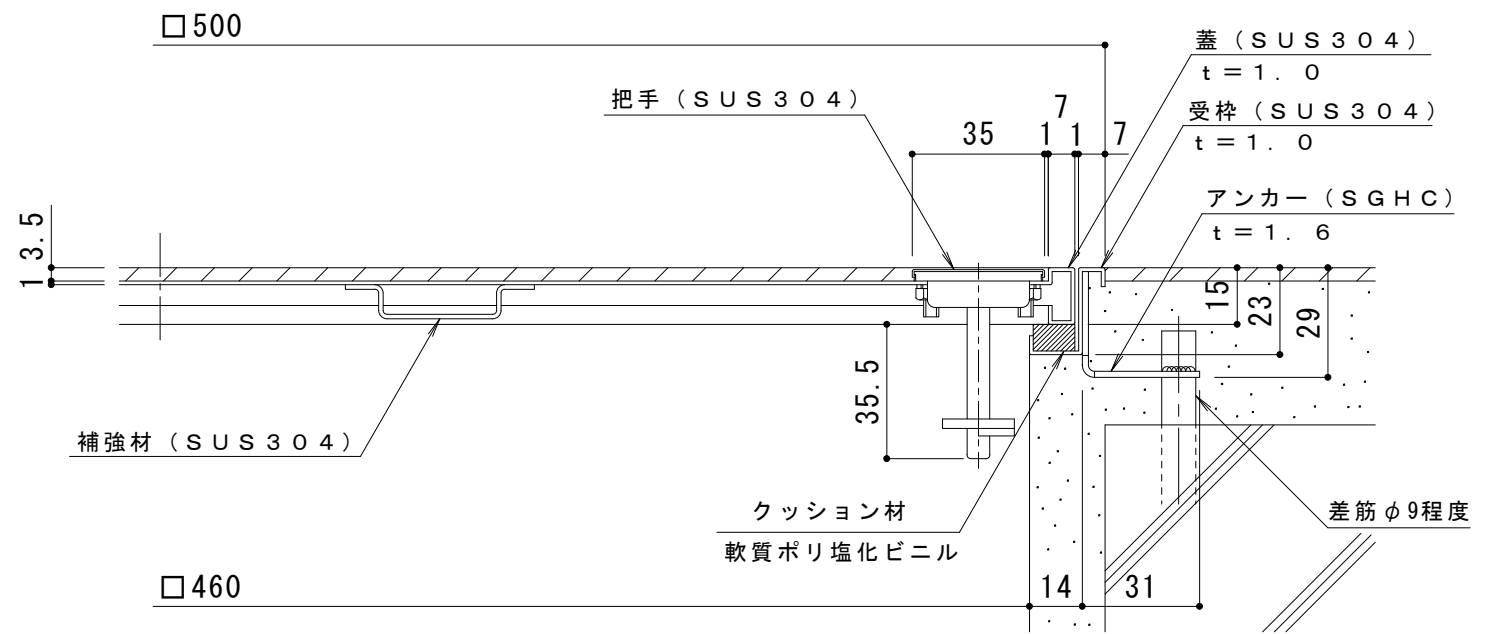 □500
蓋（ＳＵＳ３０４）
ｔ＝１．０
把手（ＳＵＳ３０４）
7
受枠（ＳＵＳ３０４）
ｔ＝１．０
35
1
1
7
アンカー（ＳＧＨＣ）
ｔ＝１．６
3.5
1
15
23
29
35.5
補強材（ＳＵＳ３０４）
クッション材
軟質ポリ塩化ビニル
差筋φ9程度
□460
14
31